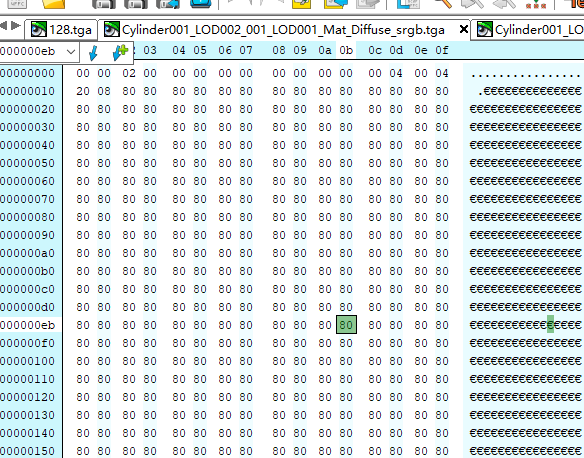 128.tga Cylinder001_LOD002_001_LOD001_Mat_Diffuse_srgb.tga Cylinder001_LO
000000eb 03 04 05 06 07 08 09 0a 0b 0c 0d 0e 0f
00000000 00 00 02 00 00 00 00 00 00 00 00 00 00 04 00 04 ................
00000010 20 08 80 80 80 80 80 80 80 80 80 80 80 80 80 80 .€€€€€€€€€€€€€€
00000020 80 80 80 80 80 80 80 80 80 80 80 80 80 80 80 80 €€€€€€€€€€€€€€€€
00000030 80 80 80 80 80 80 80 80 80 80 80 80 80 80 80 80 €€€€€€€€€€€€€€€€
00000040 80 80 80 80 80 80 80 80 80 80 80 80 80 80 80 80 €€€€€€€€€€€€€€€€
00000050 80 80 80 80 80 80 80 80 80 80 80 80 80 80 80 80 €€€€€€€€€€€€€€€€
00000060 80 80 80 80 80 80 80 80 80 80 80 80 80 80 80 80 €€€€€€€€€€€€€€€€
00000070 80 80 80 80 80 80 80 80 80 80 80 80 80 80 80 80 €€€€€€€€€€€€€€€€
00000080 80 80 80 80 80 80 80 80 80 80 80 80 80 80 80 80 €€€€€€€€€€€€€€€€
00000090 80 80 80 80 80 80 80 80 80 80 80 80 80 80 80 80 €€€€€€€€€€€€€€€€
000000a0 80 80 80 80 80 80 80 80 80 80 80 80 80 80 80 80 €€€€€€€€€€€€€€€€
000000b0 80 80 80 80 80 80 80 80 80 80 80 80 80 80 80 80 €€€€€€€€€€€€€€€€
000000c0 80 80 80 80 80 80 80 80 80 80 80 80 80 80 80 80 €€€€€€€€€€€€€€€€
000000d0 80 80 80 80 80 80 80 80 80 80 80 80 80 80 80 80 €€€€€€€€€€€€€€€€
000000eb 80 80 80 80 80 80 80 80 80 80 80 80 80 80 80 80 €€€€€€€€€€€€€€€€
000000f0 80 80 80 80 80 80 80 80 80 80 80 80 80 80 80 80 €€€€€€€€€€€€€€€€
00000100 80 80 80 80 80 80 80 80 80 80 80 80 80 80 80 80 €€€€€€€€€€€€€€€€
00000110 80 80 80 80 80 80 80 80 80 80 80 80 80 80 80 80 €€€€€€€€€€€€€€€€
00000120 80 80 80 80 80 80 80 80 80 80 80 80 80 80 80 80 €€€€€€€€€€€€€€€€
00000130 80 80 80 80 80 80 80 80 80 80 80 80 80 80 80 80 €€€€€€€€€€€€€€€€
00000140 80 80 80 80 80 80 80 80 80 80 80 80 80 80 80 80 €€€€€€€€€€€€€€€€
00000150 80 80 80 80 80 80 80 80 80 80 80 80 80 80 80 80 €€€€€€€€€€€€€€€€